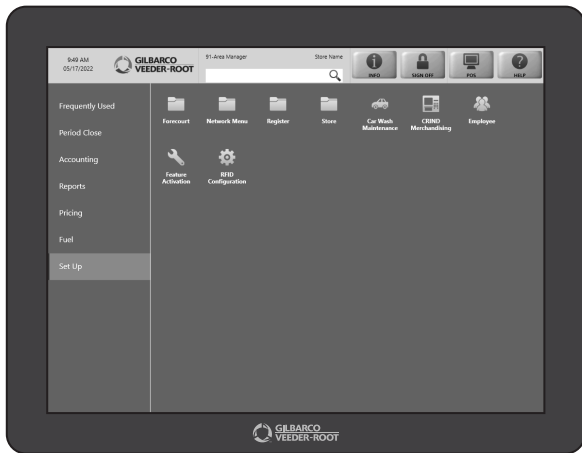 9:49 AM
05/17/2022
GILBARCO
VEEDER-ROOT
91-Area Manager
Store Name
INFO
SIGN OFF
POS
HELP
Frequently Used
Period Close
Accounting
Reports
Pricing
Fuel
Set Up
Forecourt
Network Menu
Register
Store
Car Wash
Maintenance
CRIND
Merchandising
Employee
Feature
Activation
RFID
Configuration
GILBARCO
VEEDER-ROOT